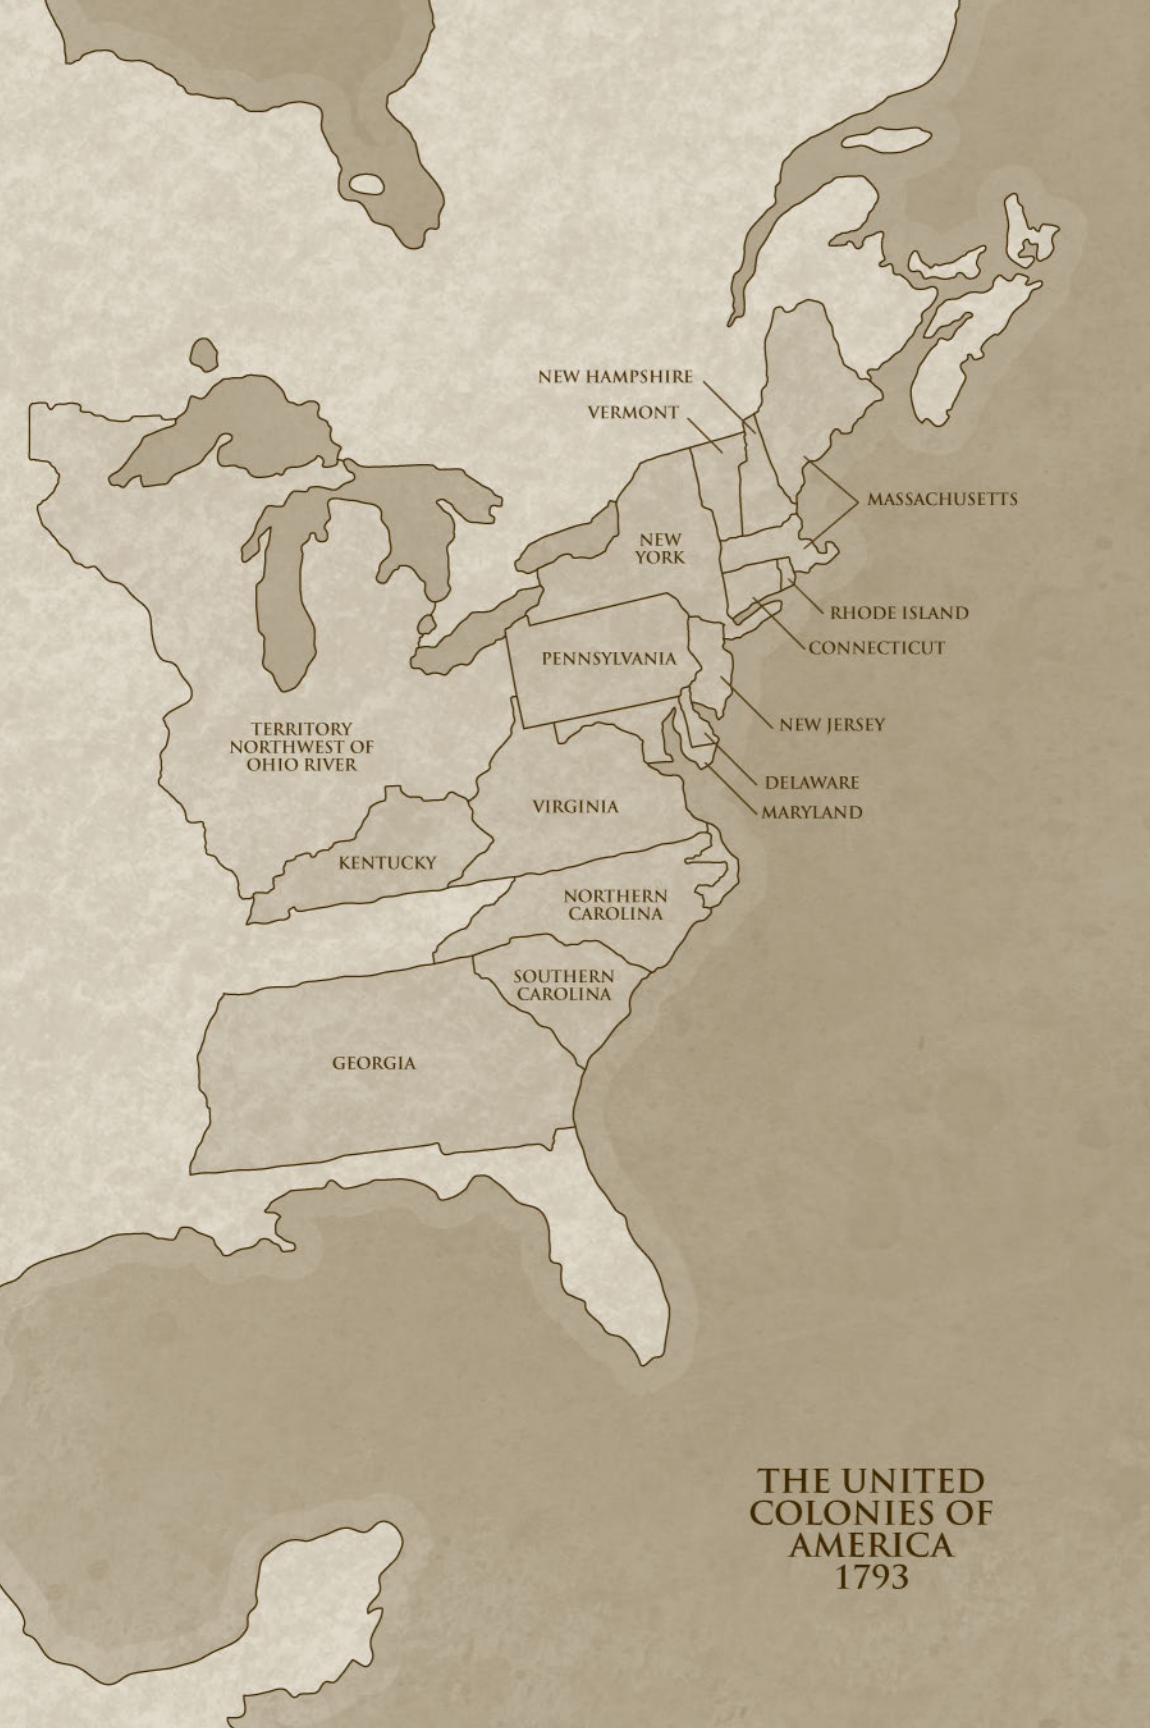 NEW HAMPSHIRE
VERMONT
MASSACHUSETTS
NEW
YORK
RHODE ISLAND
CONNECTICUT
PENNSYLVANIA
NEW JERSEY
TERRITORY
NORTHWEST OF
OHIO RIVER
DELAWARE
MARYLAND
VIRGINIA
KENTUCKY
NORTHERN
CAROLINA
SOUTHERN
CAROLINA
GEORGIA
THE UNITED
COLONIES OF
AMERICA
1793